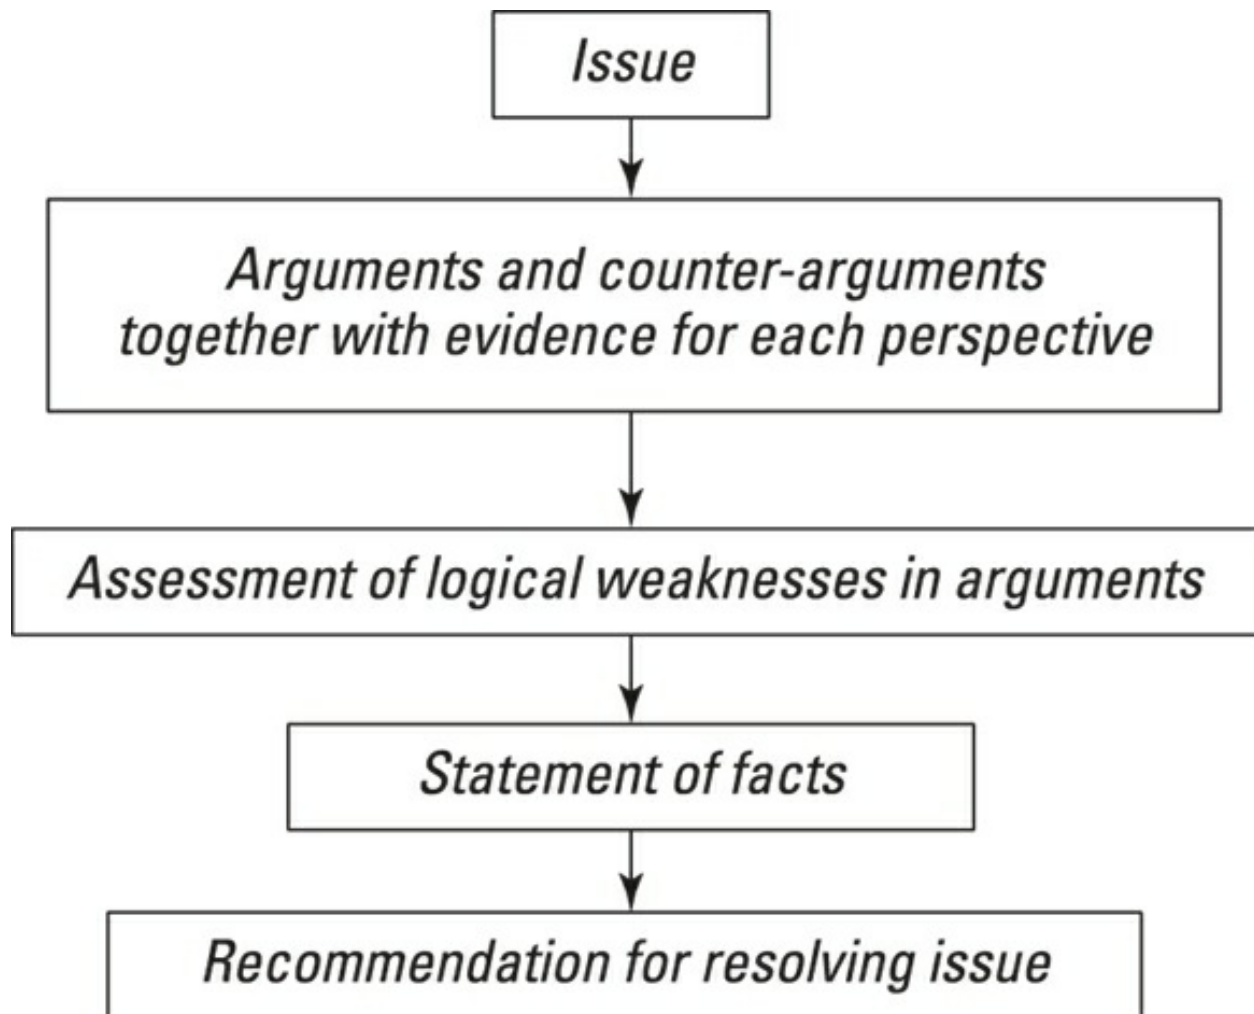 Issue
Arguments and counter-arguments
together with evidence for each perspective
Assessment of logical weaknesses in arguments
Statement of facts
Recommendation for resolving issue